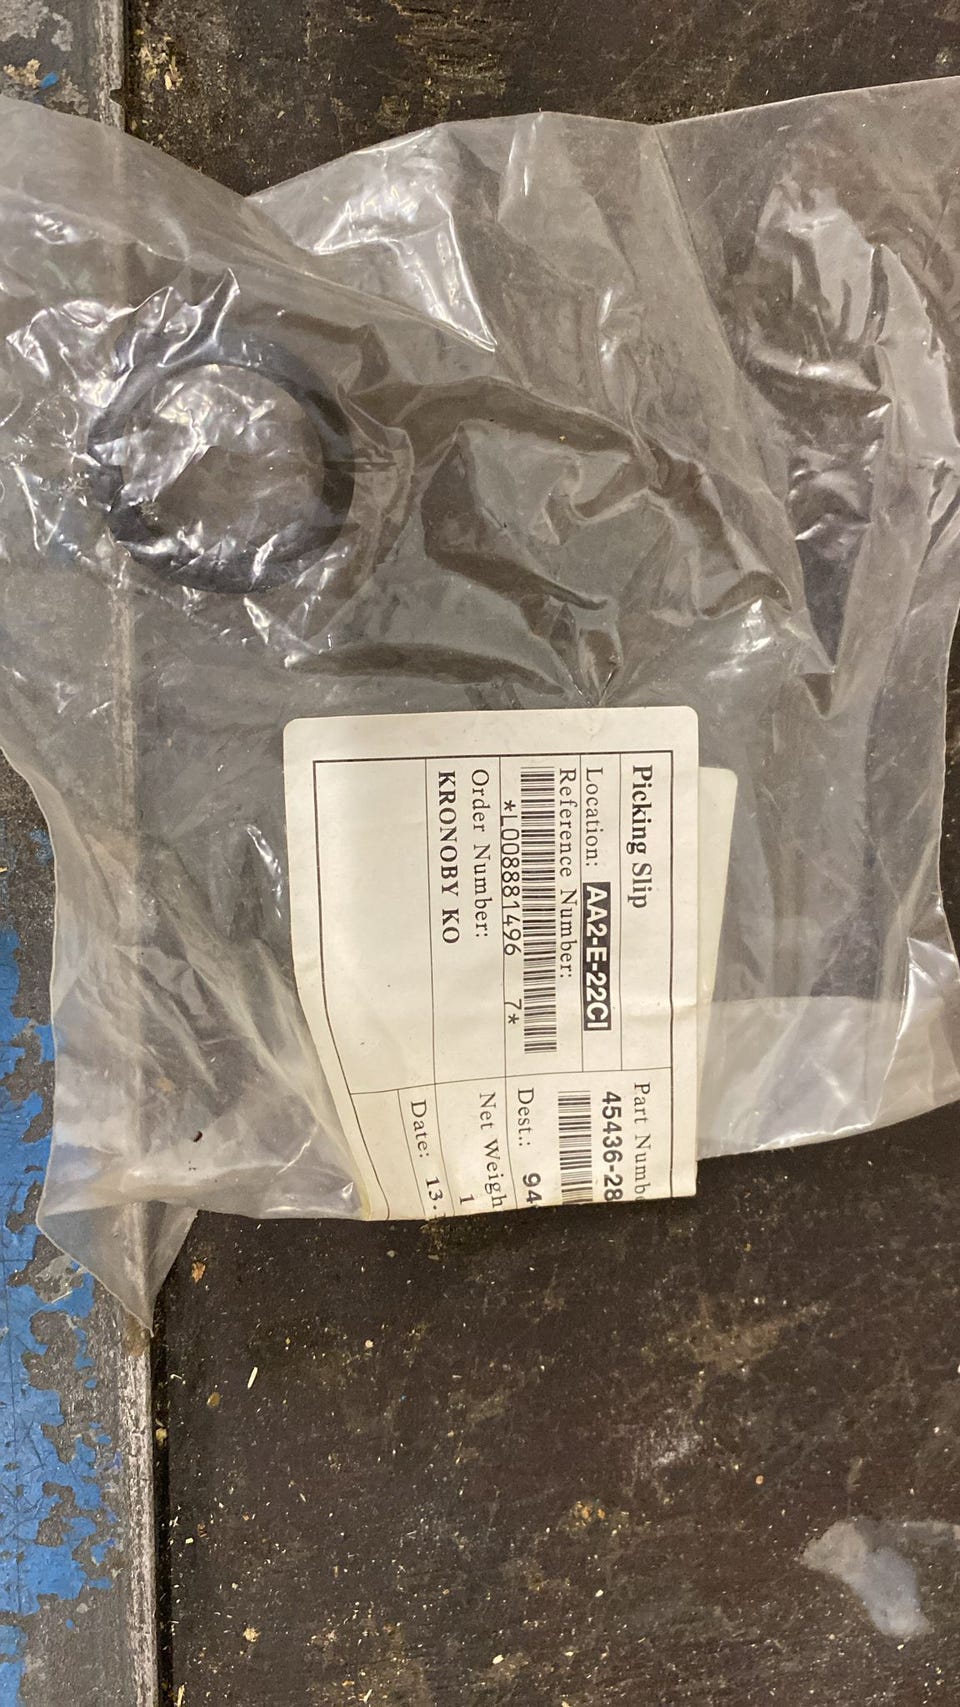 Picking Slip
Location: AA2-E-22CI
Reference Number:
*L008881496 7*
Order Number:
KRONOBY KO
Part Numb
45436-28
Dest.: 94
Net Weigh
1
Date: 13.